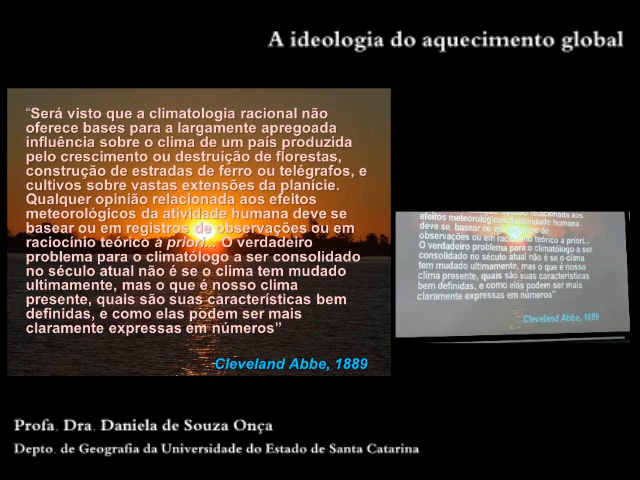 A ideologia do aquecimento global
“Será visto que a climatologia racional não
oferece bases para a largamente apregoada
influência sobre o clima de um país produzida
pelo crescimento ou destruição de florestas,
construção de estradas de ferro ou telégrafos, e
cultivos sobre vastas extensões da planície.
Qualquer opinião relacionada aos efeitos
meteorológicos da atividade humana deve se
basear ou em registros de observações ou em
raciocínio teórico a priori... O verdadeiro
problema para o climatólogo a ser consolidado
no século atual não é se o clima tem mudado
ultimamente, mas o que é nosso clima
presente, quais são suas características bem
definidas, e como elas podem ser mais
claramente expressas em números”
Cleveland Abbe, 1889
opinião relacionada aos
efeitos meteorológicos da atividade humana
deve se basear ou em registros de
observações ou em raciocínio teórico a priori...
O verdadeiro problema para o climatólogo a ser
consolidado no século atual não é se o clima
tem mudado ultimamente, mas o que é nosso
clima presente, quais são suas características
bem definidas, e como elas podem ser mais
claramente expressas em números”
Cleveland Abbe, 1889
Profa. Dra. Daniela de Souza Onça
Depto. de Geografia da Universidade do Estado de Santa Catarina